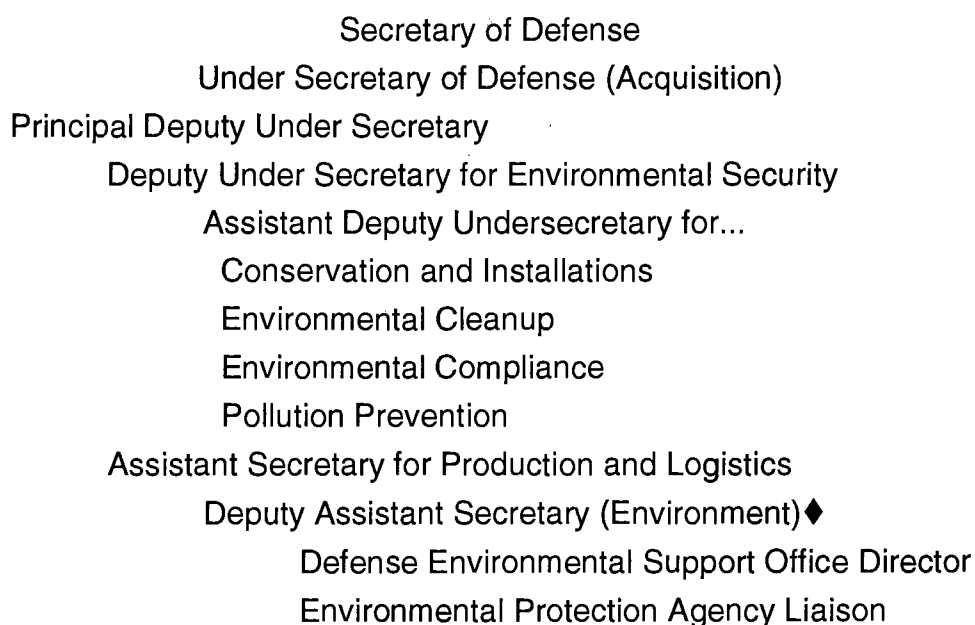 Secretary of Defense
Under Secretary of Defense (Acquisition)
Principal Deputy Under Secretary
Deputy Under Secretary for Environmental Security
Assistant Deputy Undersecretary for...
Conservation and Installations
Environmental Cleanup
Environmental Compliance
Pollution Prevention
Assistant Secretary for Production and Logistics
Deputy Assistant Secretary (Environment)♦
Defense Environmental Support Office Director
Environmental Protection Agency Liaison